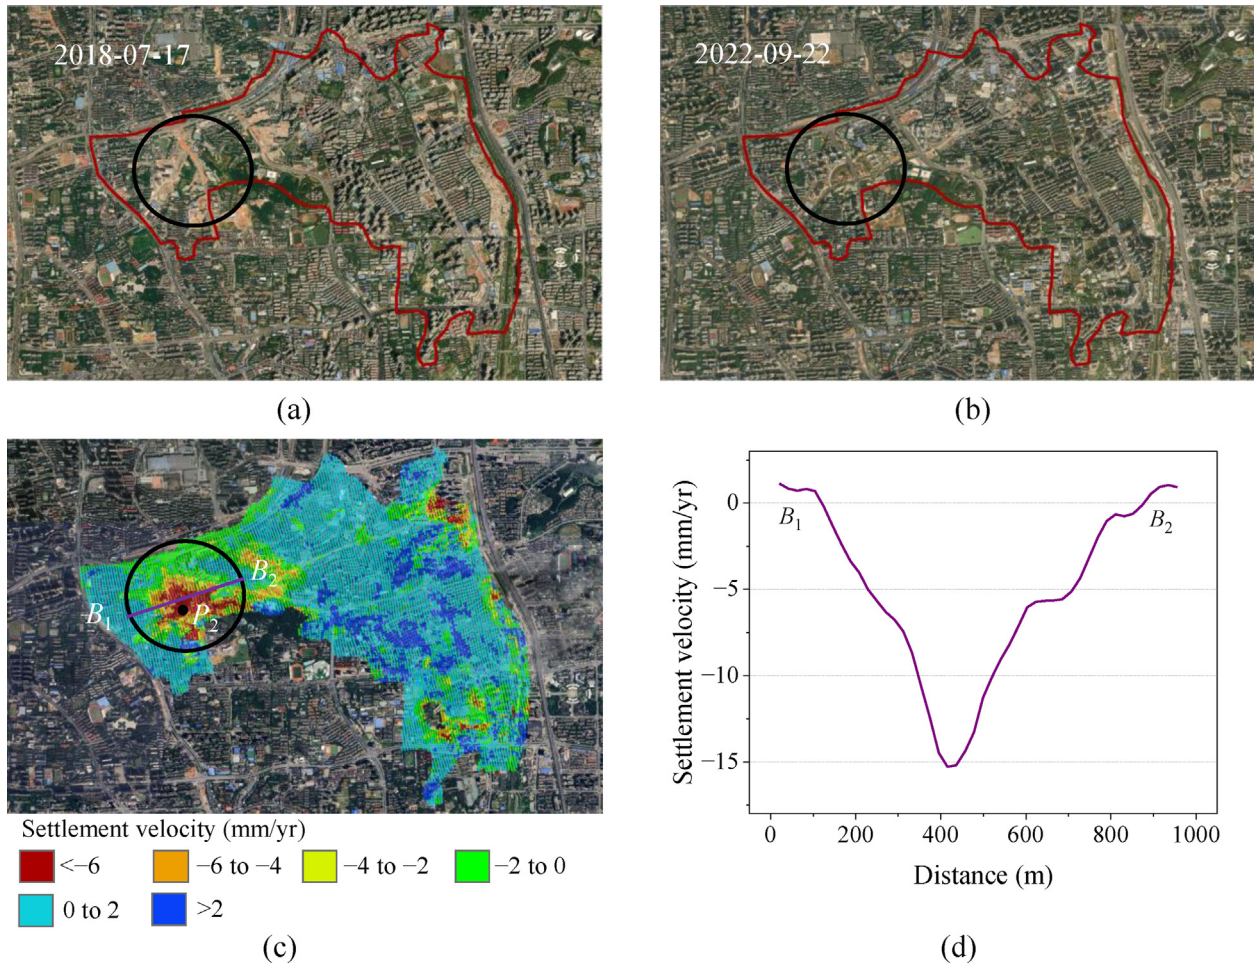 2018-07-17
2022-09-22
(a)
(b)
B1
P2
B2
Settlement velocity (mm/yr)
<−6
−6 to −4
−4 to −2
−2 to 0
0 to 2
>2
(c)
Settlement velocity (mm/yr)
0
−5
−10
−15
B1
B2
0
200
400
600
800
1000
Distance (m)
(d)